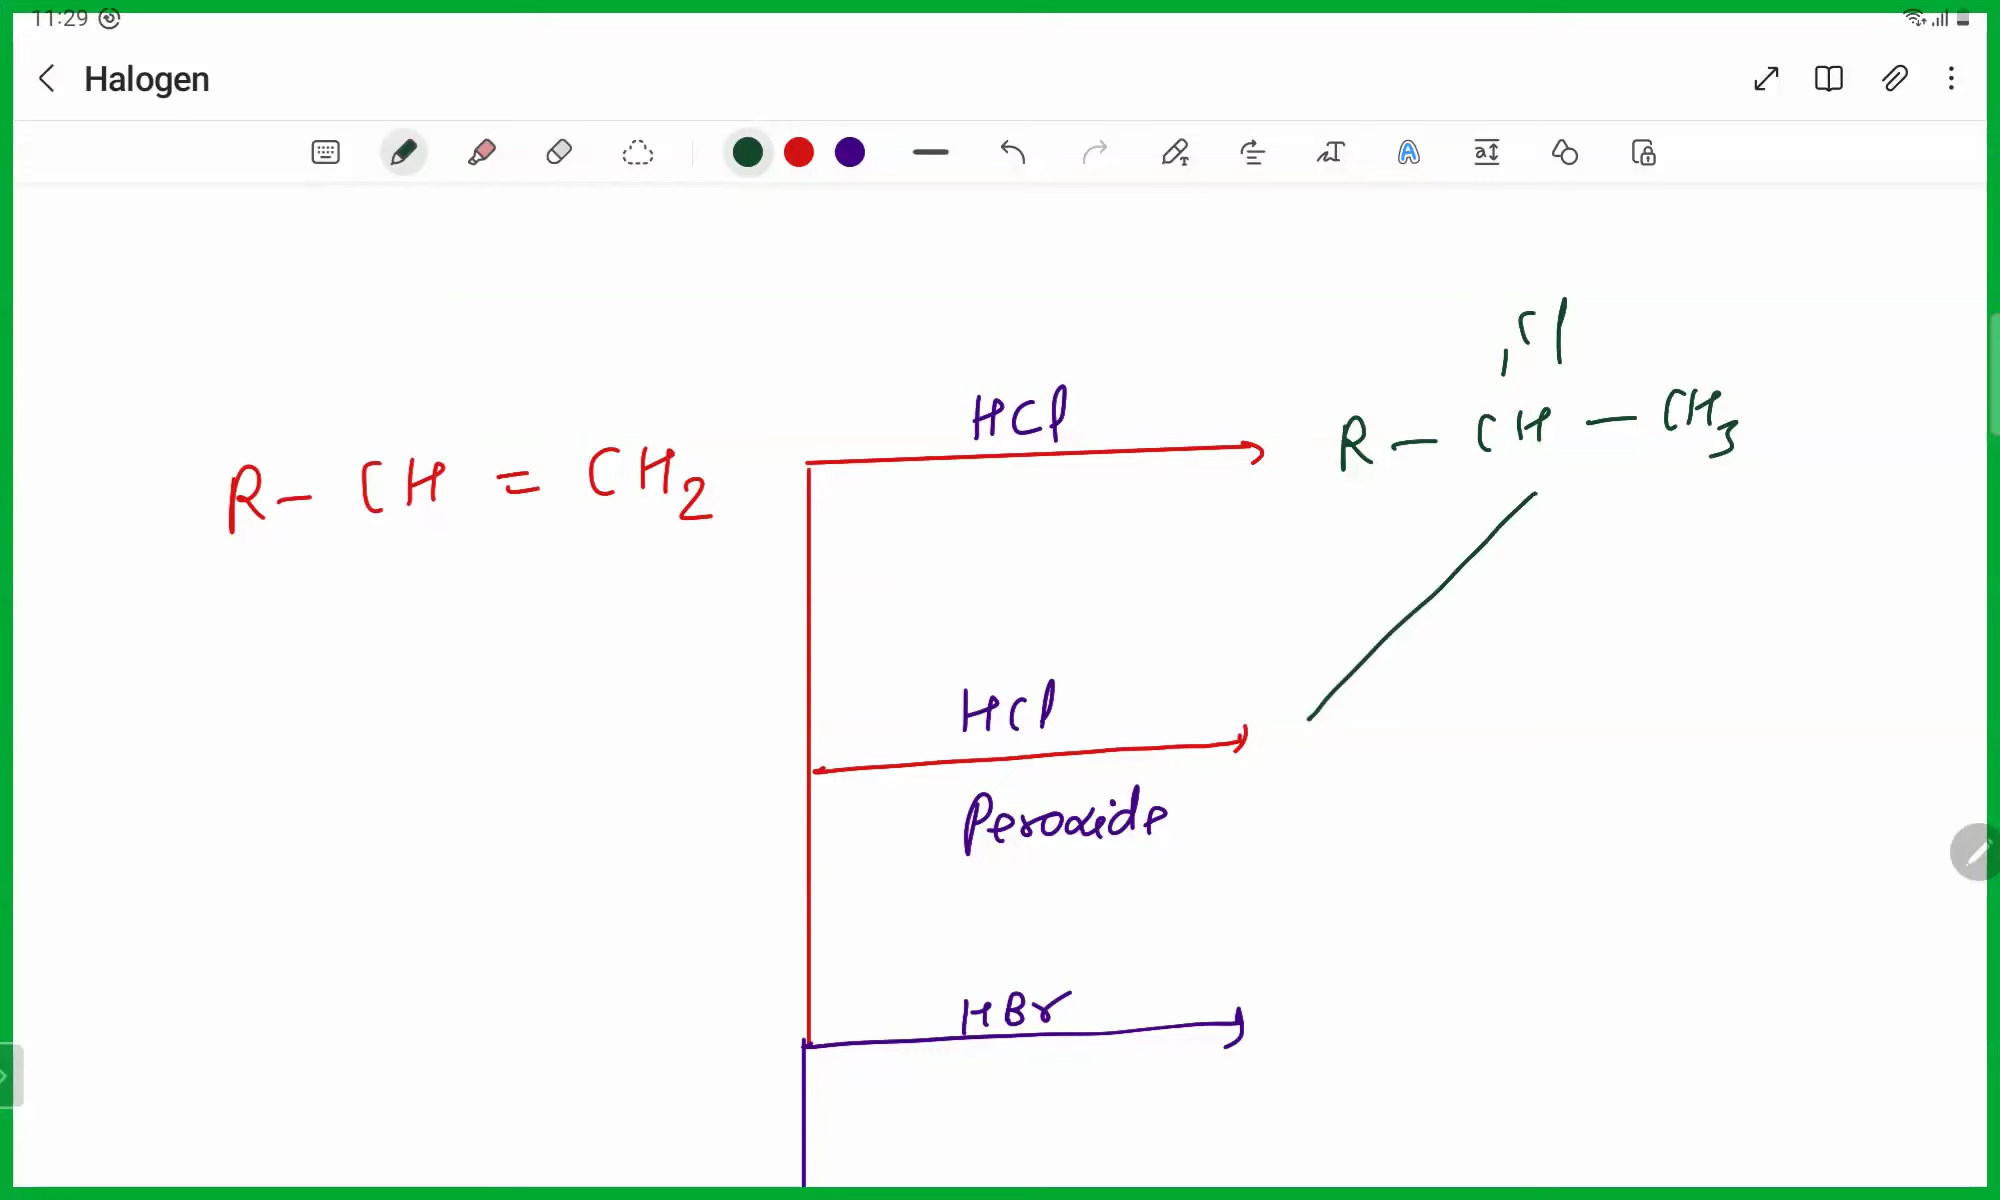 11:29
Halogen
Cl
HCl
R - CH - CH3
R - CH = CH2
HCl
Peroxide
HBr